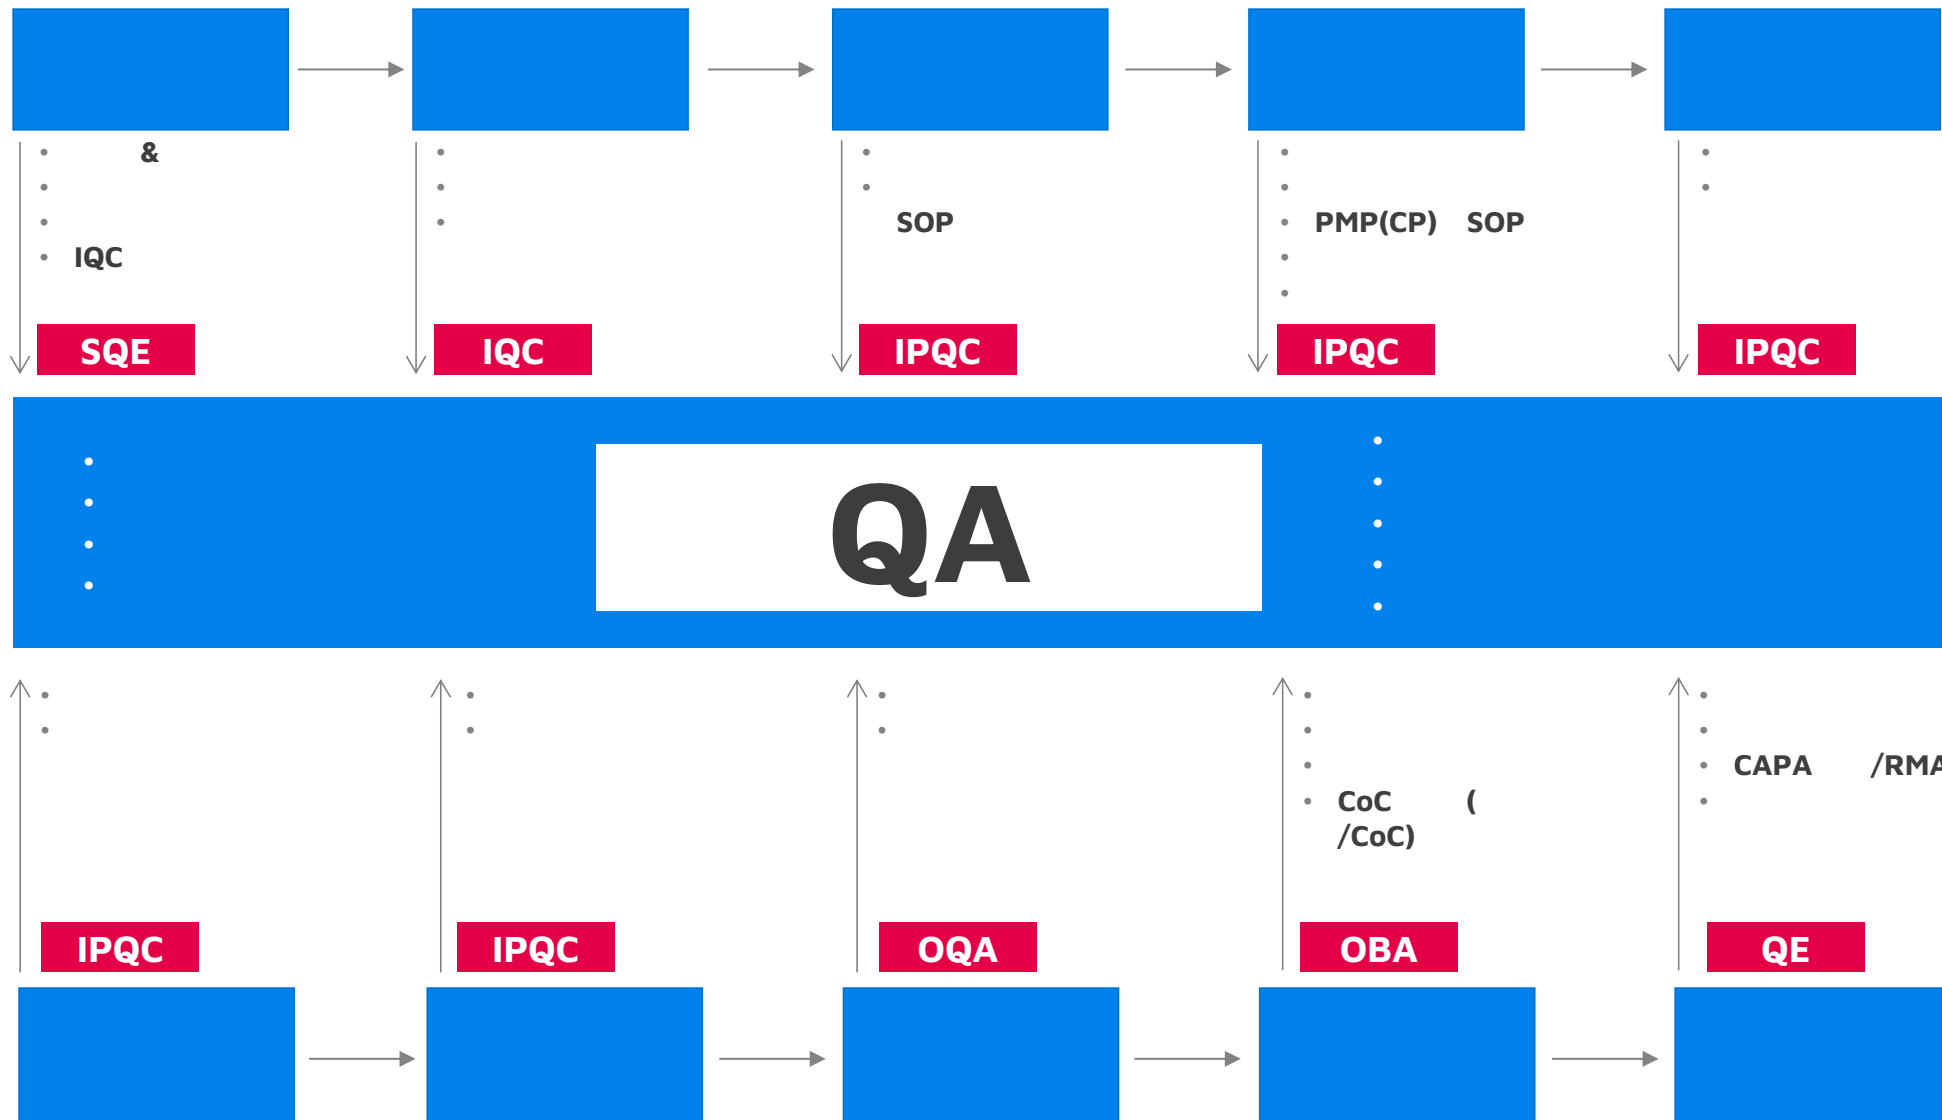 &
IQC
SQE
IQC
SOP
IPQC
PMP(CP) SOP
IPQC
IPQC
QA
IPQC
IPQC
OQA
CoC (
/CoC)
OBA
CAPA /RMA
QE